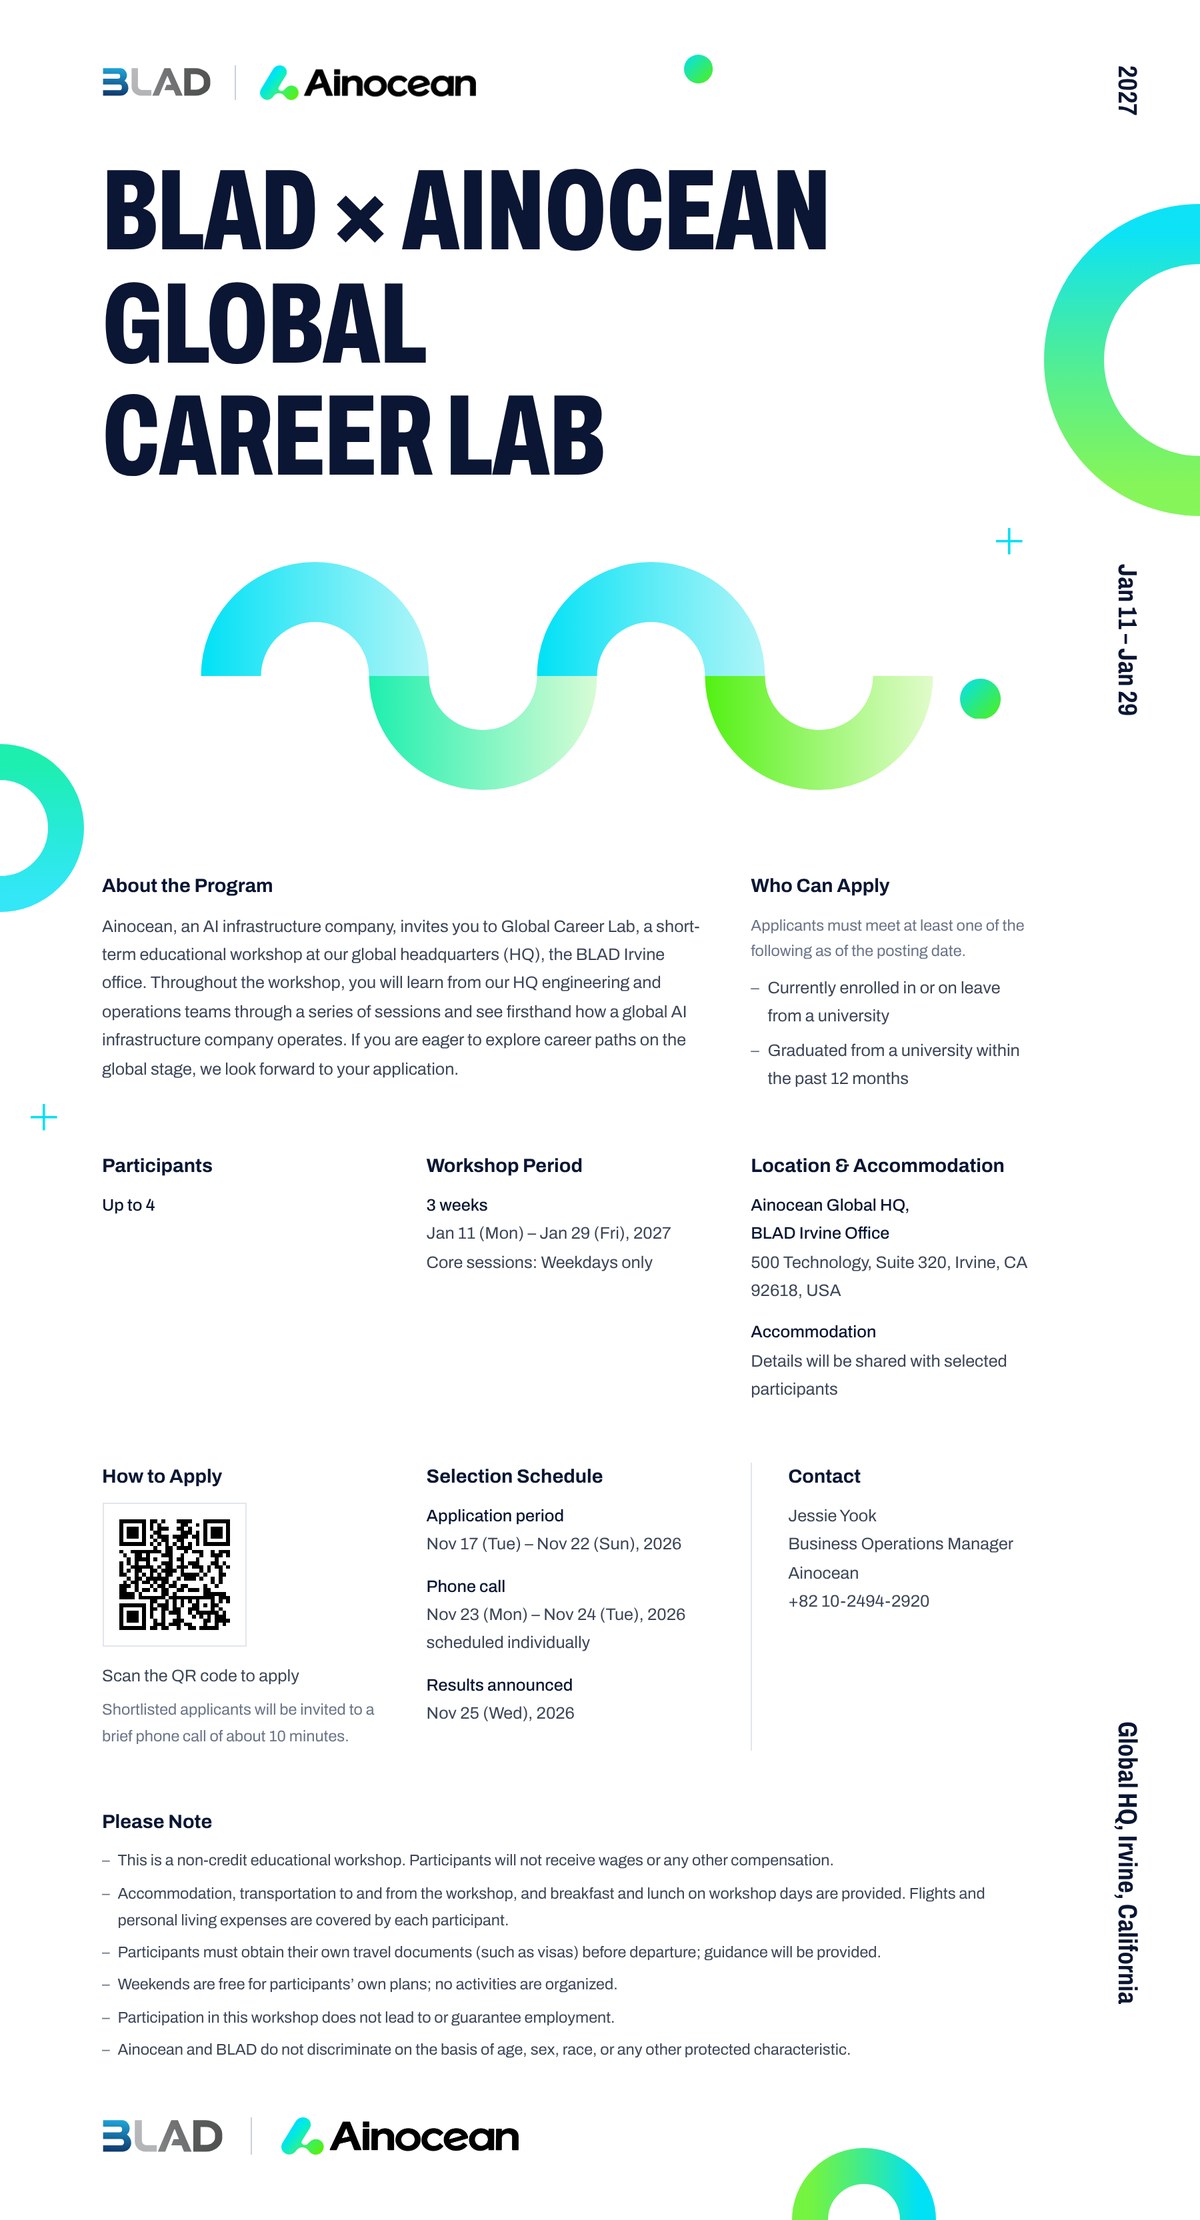 BLAD
Ainocean
2027
BLAD × AINOCEAN
GLOBAL
CAREER LAB
Jan 11 – Jan 29
About the Program
Ainocean, an AI infrastructure company, invites you to Global Career Lab, a short-
term educational workshop at our global headquarters (HQ), the BLAD Irvine
office. Throughout the workshop, you will learn from our HQ engineering and
operations teams through a series of sessions and see firsthand how a global AI
infrastructure company operates. If you are eager to explore career paths on the
global stage, we look forward to your application.
Who Can Apply
Applicants must meet at least one of the
following as of the posting date.
– Currently enrolled in or on leave
from a university
– Graduated from a university within
the past 12 months
Participants
Up to 4
Workshop Period
3 weeks
Jan 11 (Mon) – Jan 29 (Fri), 2027
Core sessions: Weekdays only
Location & Accommodation
Ainocean Global HQ,
BLAD Irvine Office
500 Technology, Suite 320, Irvine, CA
92618, USA
Accommodation
Details will be shared with selected
participants
How to Apply
Scan the QR code to apply
Shortlisted applicants will be invited to a
brief phone call of about 10 minutes.
Selection Schedule
Application period
Nov 17 (Tue) – Nov 22 (Sun), 2026
Phone call
Nov 23 (Mon) – Nov 24 (Tue), 2026
scheduled individually
Results announced
Nov 25 (Wed), 2026
Contact
Jessie Yook
Business Operations Manager
Ainocean
+82 10-2494-2920
Global HQ, Irvine, California
Please Note
– This is a non-credit educational workshop. Participants will not receive wages or any other compensation.
– Accommodation, transportation to and from the workshop, and breakfast and lunch on workshop days are provided. Flights and
personal living expenses are covered by each participant.
– Participants must obtain their own travel documents (such as visas) before departure; guidance will be provided.
– Weekends are free for participants’ own plans; no activities are organized.
– Participation in this workshop does not lead to or guarantee employment.
– Ainocean and BLAD do not discriminate on the basis of age, sex, race, or any other protected characteristic.
BLAD
Ainocean